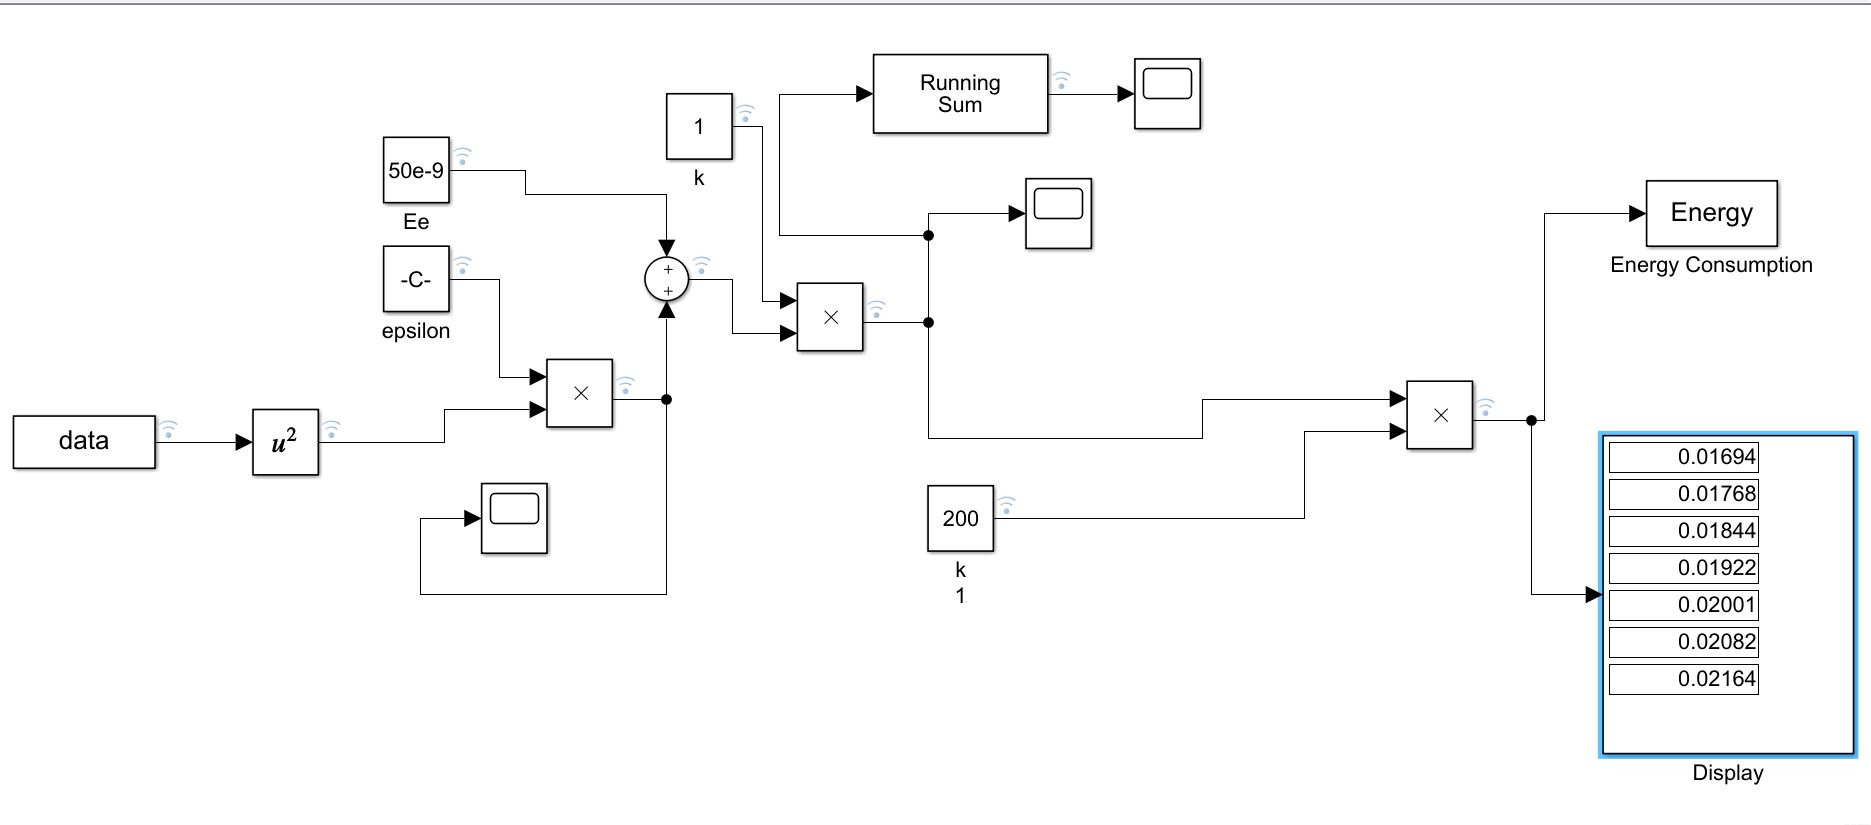 Running
Sum
1
k
50e-9
Ee
+
+
-C-
epsilon
×
Energy
Energy Consumption
×
data
u²
×
200
k
1
0.01694
0.01768
0.01844
0.01922
0.02001
0.02082
0.02164
Display